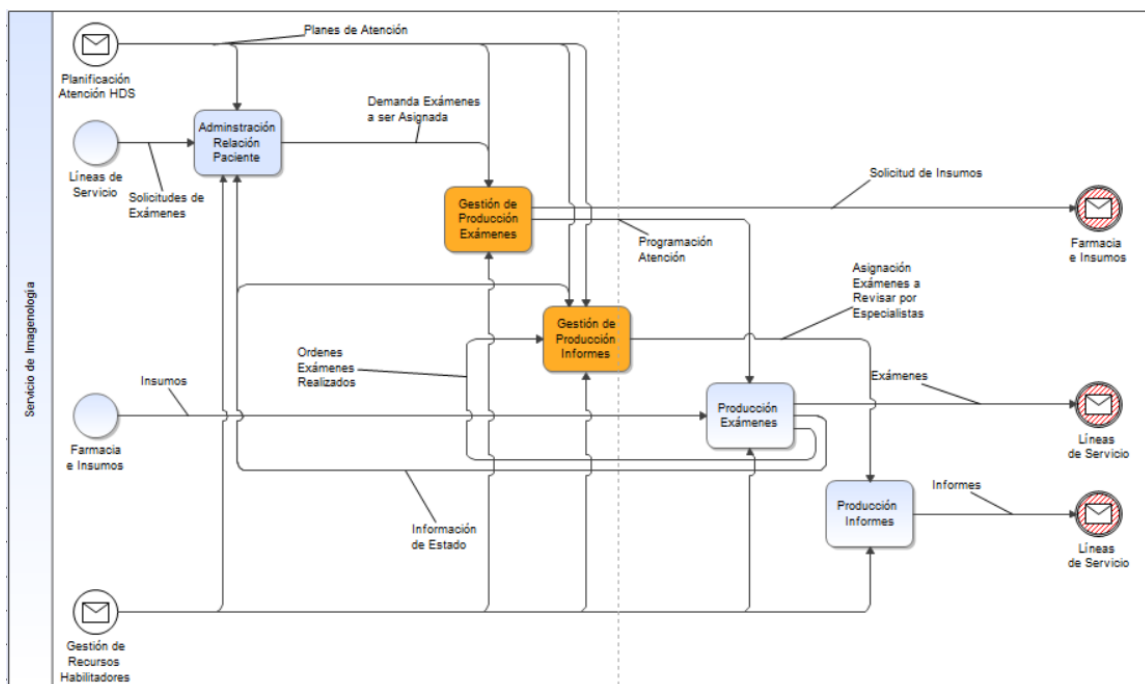 Servicio de Imagenologia
Planes de Atención
Planificación
Atención HDS
Demanda Exámenes
a ser Asignada
Adminstración
Relación
Paciente
Líneas de
Servicio
Solicitudes de
Exámenes
Solicitud de Insumos
Gestión de
Producción
Exámenes
Farmacia
e Insumos
Programación
Atención
Asignación
Exámenes a
Revisar por
Especialistas
Gestión de
Producción
Informes
Ordenes
Exámenes
Realizados
Insumos
Exámenes
Producción
Exámenes
Farmacia
e Insumos
Líneas
de Servicio
Informes
Producción
Informes
Información
de Estado
Líneas
de Servicio
Gestión de
Recursos
Habilitadores